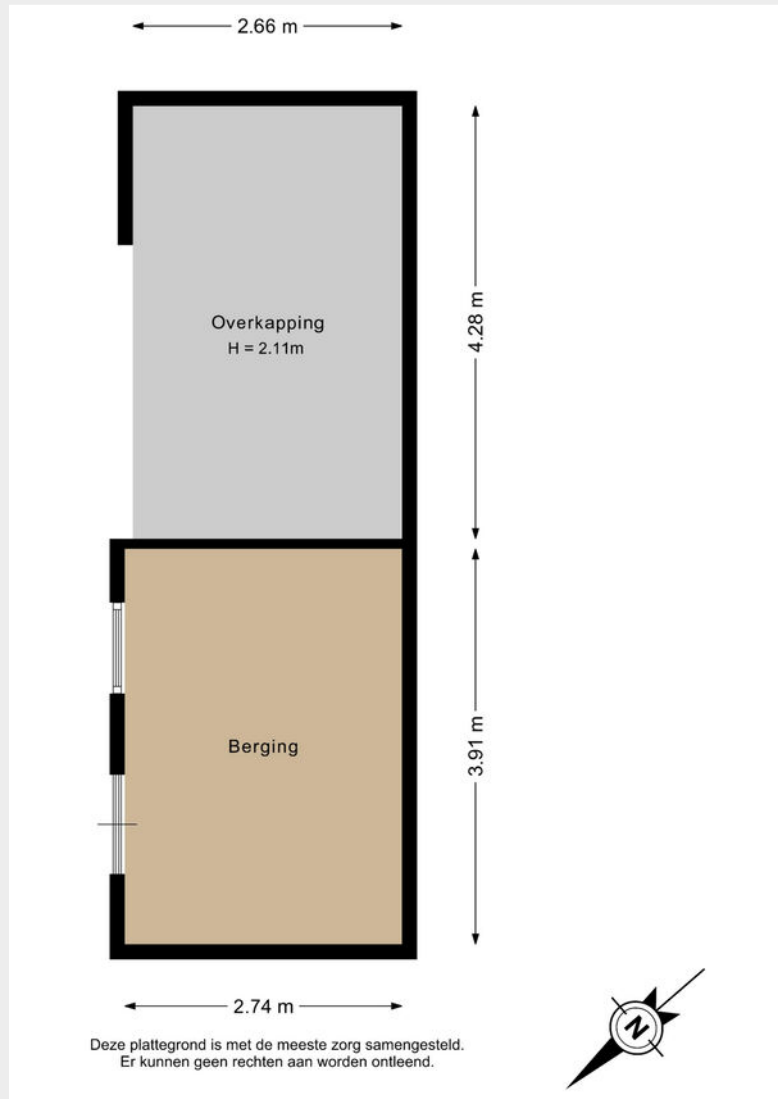 2.66 m
Overkapping
H = 2.11m
4.28 m
Berging
3.91 m
2.74 m
Deze plattegrond is met de meeste zorg samengesteld.
Er kunnen geen rechten aan worden ontleend.
N